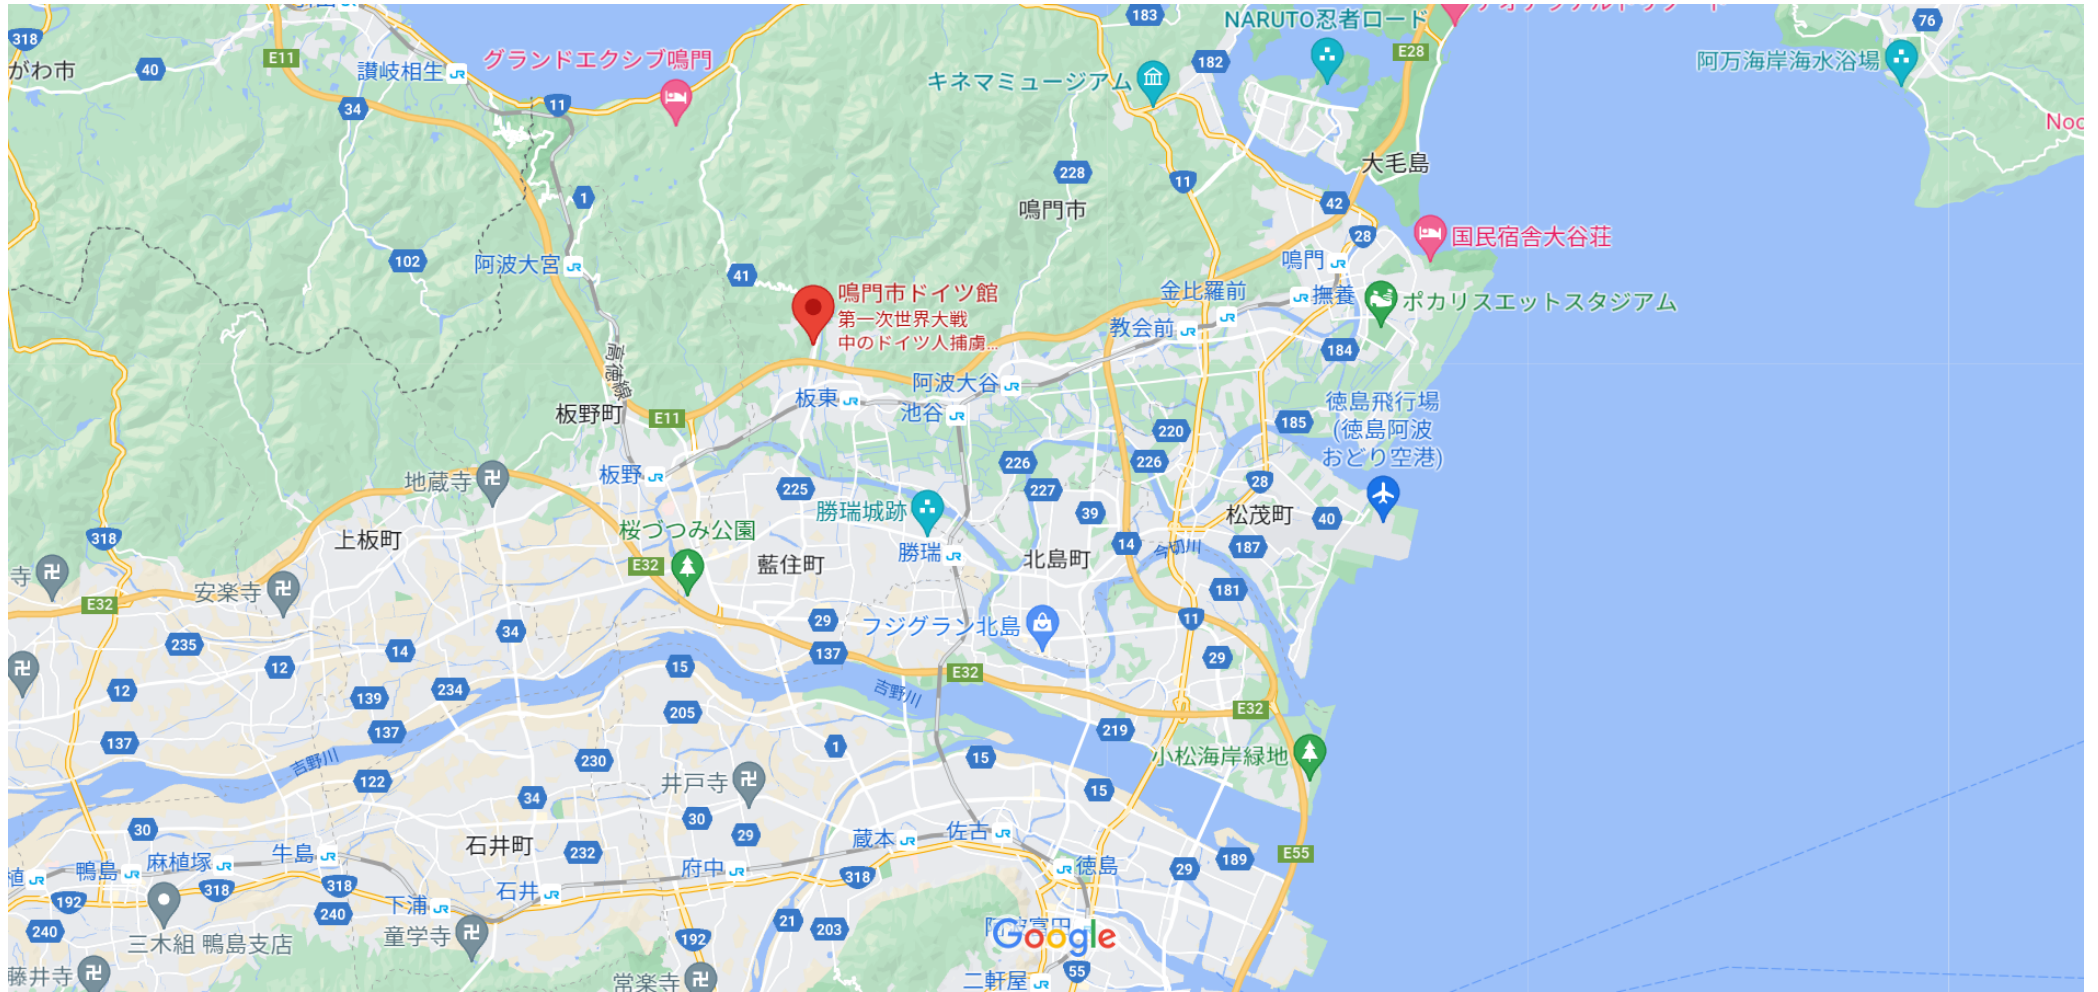 183
NARUTO忍者ロード
76
318
E11
がわ市
40
讃岐相生
グランドエクシブ鳴門
182
E28
阿万海岸海水浴場
キネマミュージアム
34
11
Noo
228
11
大毛島
1
鳴門市
42
28
国民宿舎大谷荘
102
阿波大宮
41
鳴門
鳴門市ドイツ館
第一次世界大戦
中のドイツ人捕虜...
金比羅前
撫養
ポカリスエットスタジアム
教会前
184
高徳線
阿波大谷
板野町
E11
板東
池谷
徳島飛行場
(徳島阿波
おどり空港)
220
185
地蔵寺
板野
226
226
225
227
28
318
上板町
桜づつみ公園
勝瑞城跡
39
松茂町
40
勝瑞
北島町
14
今切川
187
寺
安楽寺
E32
藍住町
E32
181
29
フジグラン北島
11
235
34
14
12
137
15
E32
29
12
139
234
吉野川
205
E32
137
137
219
1
小松海岸緑地
吉野川
122
230
15
井戸寺
34
15
30
30
29
石井町
蔵本
佐古
232
189
E55
鴨島
麻植塚
牛島
府中
徳島
植
318
318
石井
318
29
192
240
下浦
21
203
240
三木組 鴨島支店
童学寺
192
阿波富田
Google
藤井寺
常楽寺
二軒屋
55